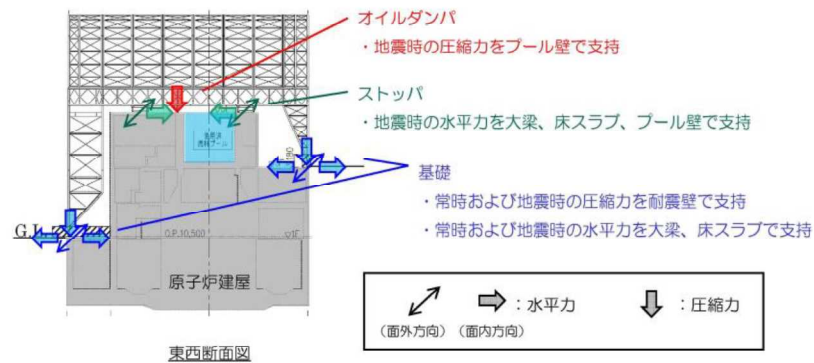 オイルダンパ
・地震時の圧縮力をプール壁で支持
ストッパ
・地震時の水平力を大梁、床スラブ、プール壁で支持
基礎
・常時および地震時の圧縮力を耐震壁で支持
・常時および地震時の水平力を大梁、床スラブで支持
使用済
燃料プール
G.L
O.P.10,500
原子炉建屋
：水平力
：圧縮力
（面外方向）（面内方向）
東西断面図